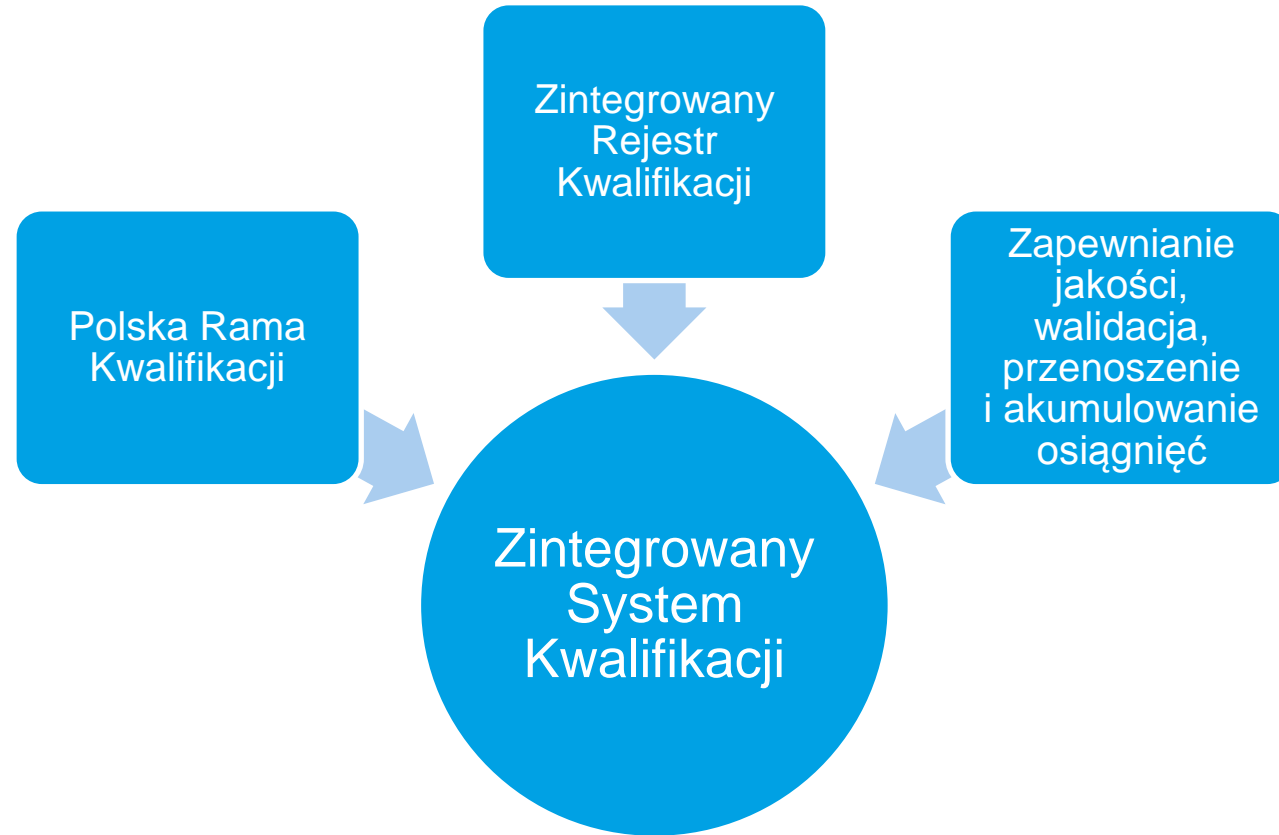 Zintegrowany
Rejestr
Kwalifikacji
Polska Rama
Kwalifikacji
Zapewnianie
jakości,
walidacja,
przenoszenie
i akumulowanie
osiągnięć
Zintegrowany
System
Kwalifikacji